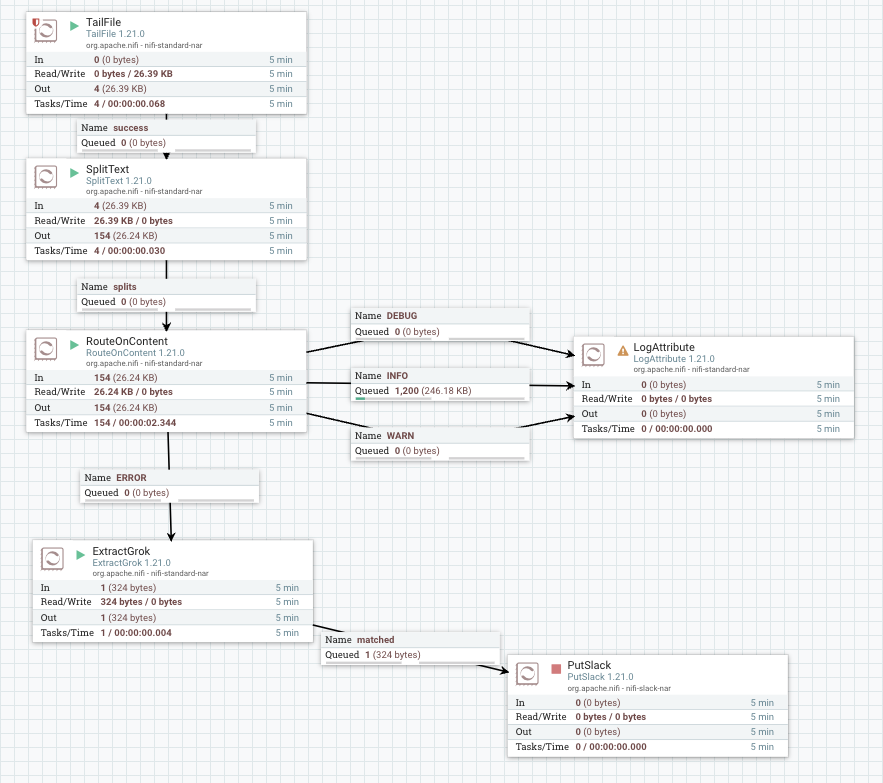 TailFile
TailFile 1.21.0
org.apache.nifi - nifi-standard-nar
In 0 (0 bytes) 5 min
Read/Write 0 bytes / 26.39 KB 5 min
Out 4 (26.39 KB) 5 min
Tasks/Time 4 / 00:00:00.068 5 min
Name success
Queued 0 (0 bytes)
SplitText
SplitText 1.21.0
org.apache.nifi - nifi-standard-nar
In 4 (26.39 KB) 5 min
Read/Write 26.39 KB / 0 bytes 5 min
Out 154 (26.24 KB) 5 min
Tasks/Time 4 / 00:00:00.030 5 min
Name splits
Queued 0 (0 bytes)
RouteOnContent
RouteOnContent 1.21.0
org.apache.nifi - nifi-standard-nar
In 154 (26.24 KB) 5 min
Read/Write 26.24 KB / 0 bytes 5 min
Out 154 (26.24 KB) 5 min
Tasks/Time 154 / 00:00:02.344 5 min
Name DEBUG
Queued 0 (0 bytes)
Name INFO
Queued 1,200 (246.18 KB)
Name WARN
Queued 0 (0 bytes)
LogAttribute
LogAttribute 1.21.0
org.apache.nifi - nifi-standard-nar
In 0 (0 bytes) 5 min
Read/Write 0 bytes / 0 bytes 5 min
Out 0 (0 bytes) 5 min
Tasks/Time 0 / 00:00:00.000 5 min
Name ERROR
Queued 0 (0 bytes)
ExtractGrok
ExtractGrok 1.21.0
org.apache.nifi - nifi-standard-nar
In 1 (324 bytes) 5 min
Read/Write 324 bytes / 0 bytes 5 min
Out 1 (324 bytes) 5 min
Tasks/Time 1 / 00:00:00.004 5 min
Name matched
Queued 1 (324 bytes)
PutSlack
PutSlack 1.21.0
org.apache.nifi - nifi-slack-nar
In 0 (0 bytes) 5 min
Read/Write 0 bytes / 0 bytes 5 min
Out 0 (0 bytes) 5 min
Tasks/Time 0 / 00:00:00.000 5 min